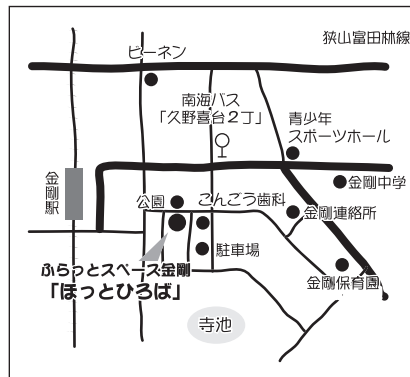 狭山富田林線
ビーネン
南海バス
「久野喜台２丁」
青少年
スポーツホール
金剛駅
金剛中学
公園
こんごう歯科
金剛連絡所
駐車場
ふらっとスペース金剛
「ほっとひろば」
金剛保育園
寺池